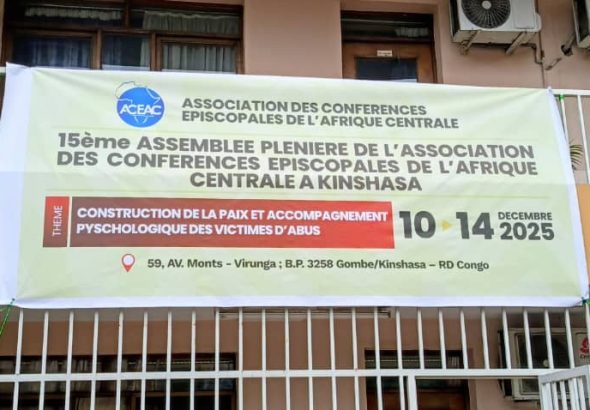 ACEAC
ASSOCIATION DES CONFERENCES
EPISCOPALES DE L'AFRIQUE CENTRALE
15ème ASSEMBLEE PLENIERE DE L'ASSOCIATION
DES CONFERENCES EPISCOPALES DE L'AFRIQUE
CENTRALE A KINSHASA
THEME
CONSTRUCTION DE LA PAIX ET ACCOMPAGNEMENT
PYSCHOLOGIQUE DES VICTIMES D'ABUS
10 14 DECEMBRE
2025
59, AV. Monts - Virunga ; B.P. 3258 Gombe/Kinshasa – RD Congo